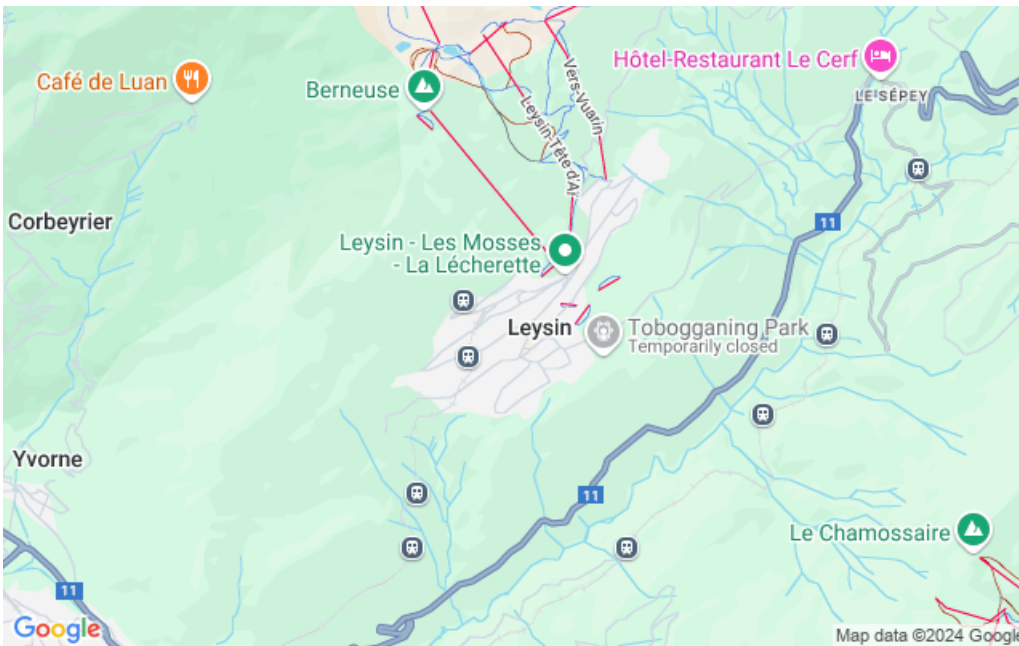 Café de Luan
Berneuse
Hôtel-Restaurant Le Cerf
LE SÉPEY
Vers-Vuarin
Leysin-Tête d'Aï
Corbeyrier
11
Leysin - Les Mosses
- La Lécherette
Leysin
Tobogganing Park
Temporarily closed
Yvorne
11
Le Chamossaire
11
Google
Map data ©2024 Google